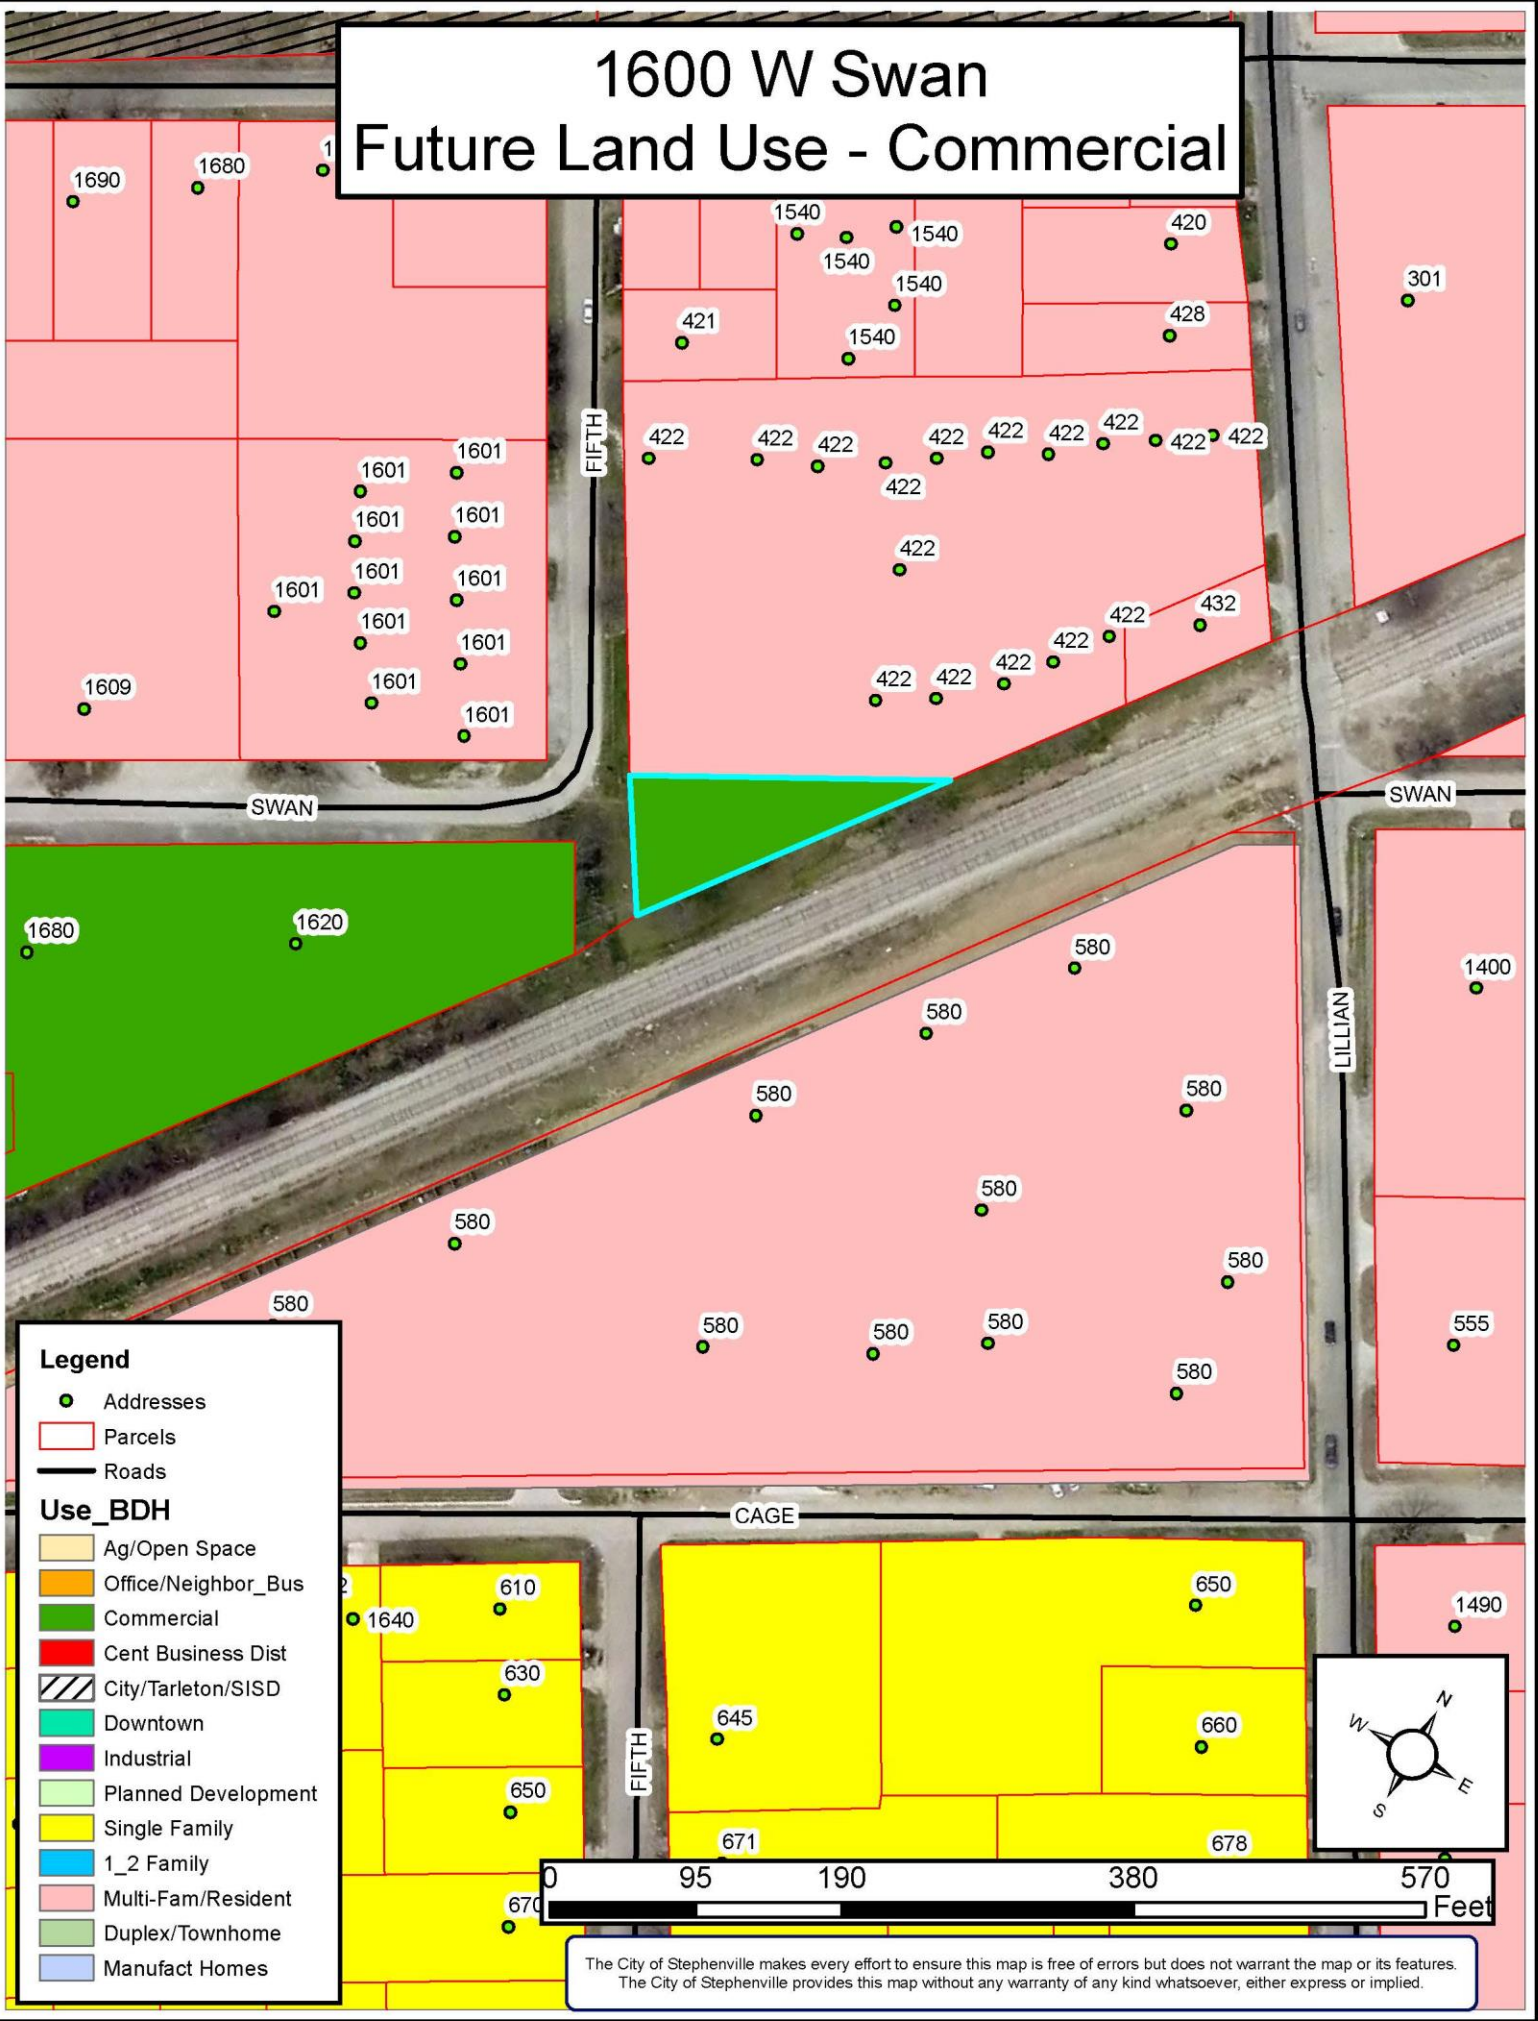 1600 W Swan
Future Land Use - Commercial
1690
1680
1
1540
1540
1540
1540
1540
420
428
301
421
FIFTH
422
422
422
422
422
422
422
422
422
422
422
1601
1601
1601
1601
1601
1601
1601
1601
1601
1601
1601
1609
432
422
422
422
422
422
SWAN
SWAN
1680
1620
580
580
580
580
580
580
580
580
580
580
580
580
1400
LILLIAN
555
CAGE
Legend
Addresses
Parcels
Roads
Use_BDH
Ag/Open Space
Office/Neighbor_Bus
Commercial
Cent Business Dist
City/Tarleton/SISD
Downtown
Industrial
Planned Development
Single Family
1_2 Family
Multi-Fam/Resident
Duplex/Townhome
Manufact Homes
2
1640
610
630
650
670
FIFTH
645
671
650
660
678
1490
N
W
E
S
0 95 190 380 570
Feet
The City of Stephenville makes every effort to ensure this map is free of errors but does not warrant the map or its features.
The City of Stephenville provides this map without any warranty of any kind whatsoever, either express or implied.